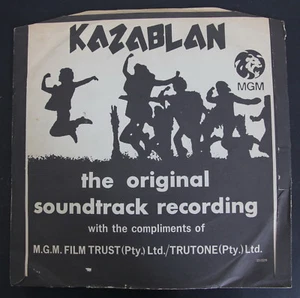 KAZABLAN
MGM
the original
soundtrack recording
with the compliments of
M.G.M. FILM TRUST (Pty.) Ltd./TRUTONE (Pty.) Ltd.